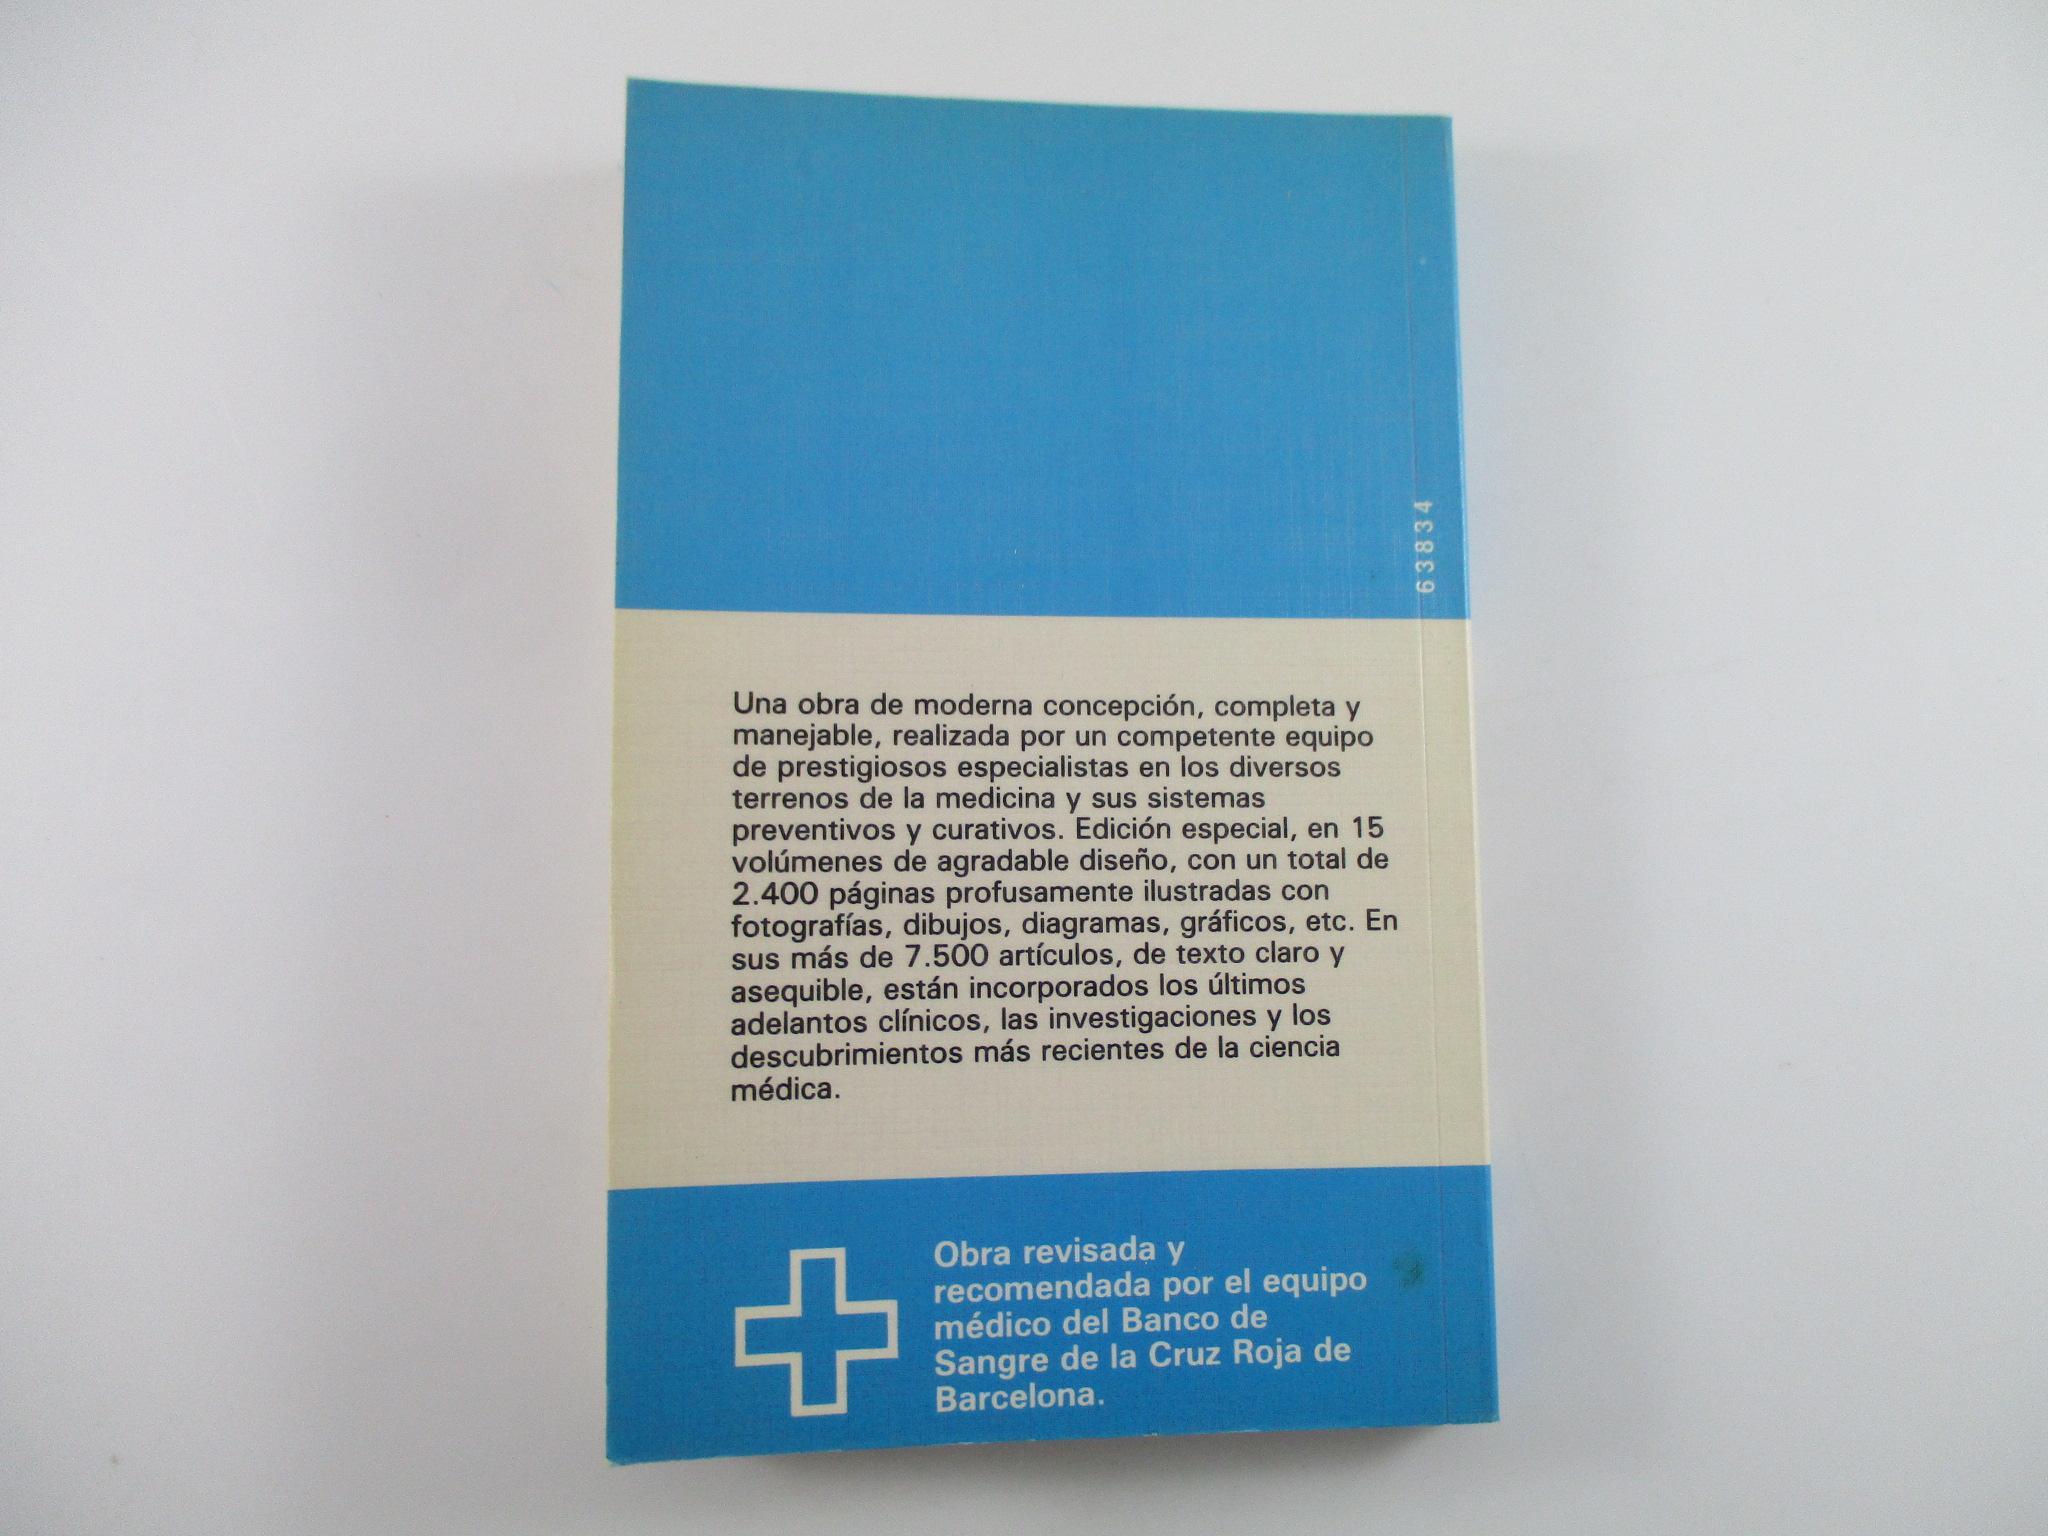 63834
Una obra de moderna concepción, completa y
manejable, realizada por un competente equipo
de prestigiosos especialistas en los diversos
terrenos de la medicina y sus sistemas
preventivos y curativos. Edición especial, en 15
volúmenes de agradable diseño, con un total de
2.400 páginas profusamente ilustradas con
fotografías, dibujos, diagramas, gráficos, etc. En
sus más de 7.500 artículos, de texto claro y
asequible, están incorporados los últimos
adelantos clínicos, las investigaciones y los
descubrimientos más recientes de la ciencia
médica.
Obra revisada y
recomendada por el equipo
médico del Banco de
Sangre de la Cruz Roja de
Barcelona.